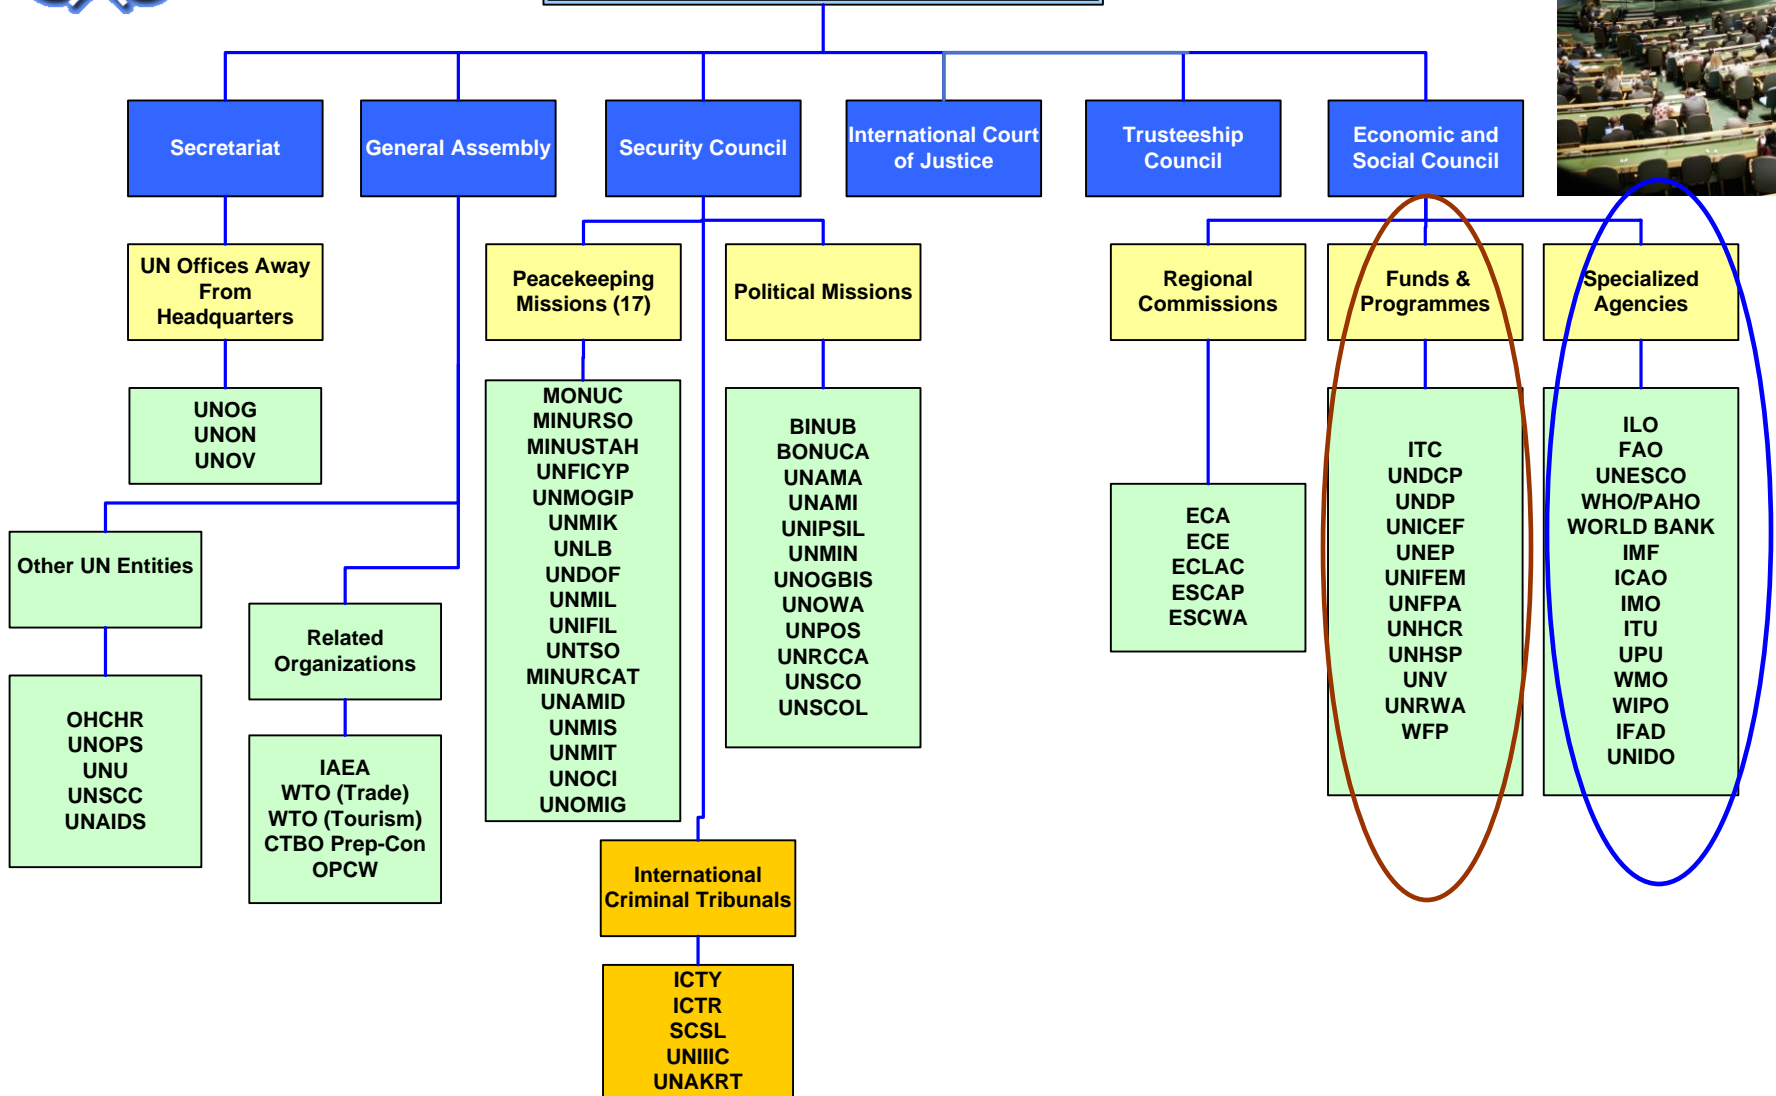 Secretariat
General Assembly
Security Council
International Court
of Justice
Trusteeship
Council
Economic and
Social Council
UN Offices Away
From
Headquarters
Peacekeeping
Missions (17)
Political Missions
Regional
Commissions
Funds &
Programmes
Specialized
Agencies
UNOG
UNON
UNOV
MONUC
MINURSO
MINUSTAH
UNFICYP
UNMOGIP
UNMIK
UNLB
UNDOF
UNMIL
UNIFIL
UNTSO
MINURCAT
UNAMID
UNMIS
UNMIT
UNOCI
UNOMIG
BINUB
BONUCA
UNAMA
UNAMI
UNIPSIL
UNMIN
UNOGBIS
UNOWA
UNPOS
UNRCCA
UNSCO
UNSCOL
ECA
ECE
ECLAC
ESCAP
ESCWA
ITC
UNDCP
UNDP
UNICEF
UNEP
UNIFEM
UNFPA
UNHCR
UNHSP
UNV
UNRWA
WFP
ILO
FAO
UNESCO
WHO/PAHO
WORLD BANK
IMF
ICAO
IMO
ITU
UPU
WMO
WIPO
IFAD
UNIDO
Other UN Entities
Related
Organizations
OHCHR
UNOPS
UNU
UNSCC
UNAIDS
IAEA
WTO (Trade)
WTO (Tourism)
CTBO Prep-Con
OPCW
International
Criminal Tribunals
ICTY
ICTR
SCSL
UNIIIC
UNAKRT